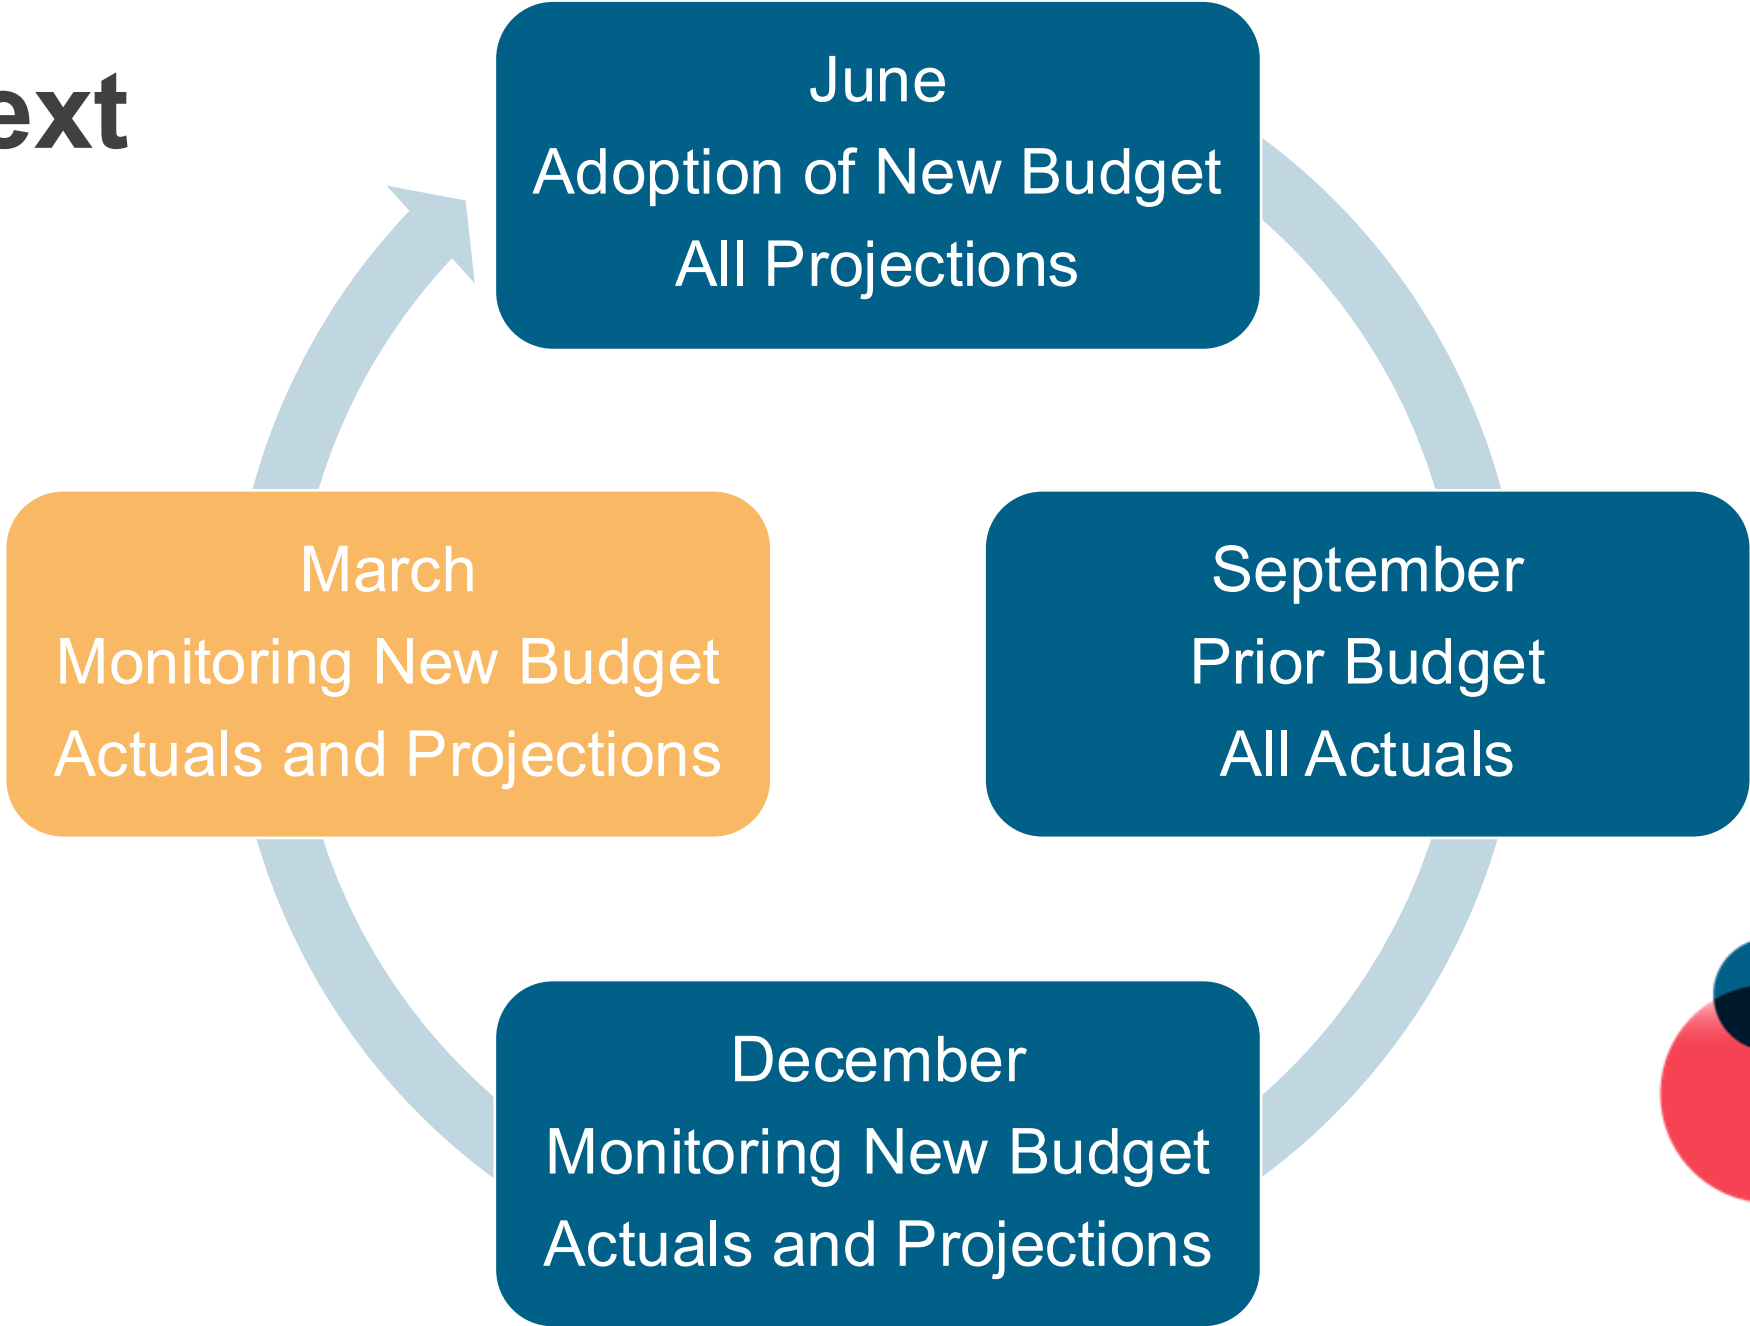 ext
June
Adoption of New Budget
All Projections
March
Monitoring New Budget
Actuals and Projections
September
Prior Budget
All Actuals
December
Monitoring New Budget
Actuals and Projections